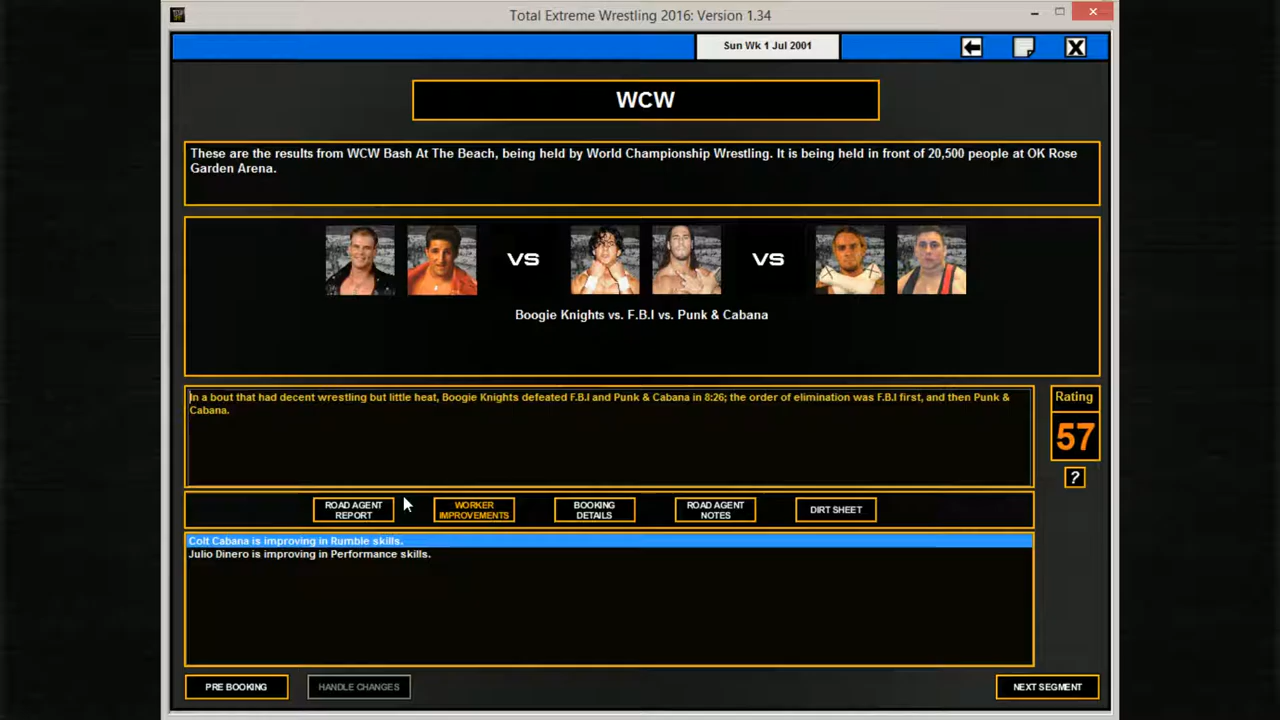 Total Extreme Wrestling 2016: Version 1.34
Sun Wk 1 Jul 2001
WCW
These are the results from WCW Bash At The Beach, being held by World Championship Wrestling. It is being held in front of 20,500 people at OK Rose
Garden Arena.
VS
VS
Boogie Knights vs. F.B.I vs. Punk & Cabana
In a bout that had decent wrestling but little heat, Boogie Knights defeated F.B.I and Punk & Cabana in 8:26; the order of elimination was F.B.I first, and then Punk &
Cabana.
Rating
57
?
ROAD AGENT
REPORT
WORKER
IMPROVEMENTS
BOOKING
DETAILS
ROAD AGENT
NOTES
DIRT SHEET
Colt Cabana is improving in Rumble skills.
Julio Dinero is improving in Performance skills.
PRE BOOKING
HANDLE CHANGES
NEXT SEGMENT